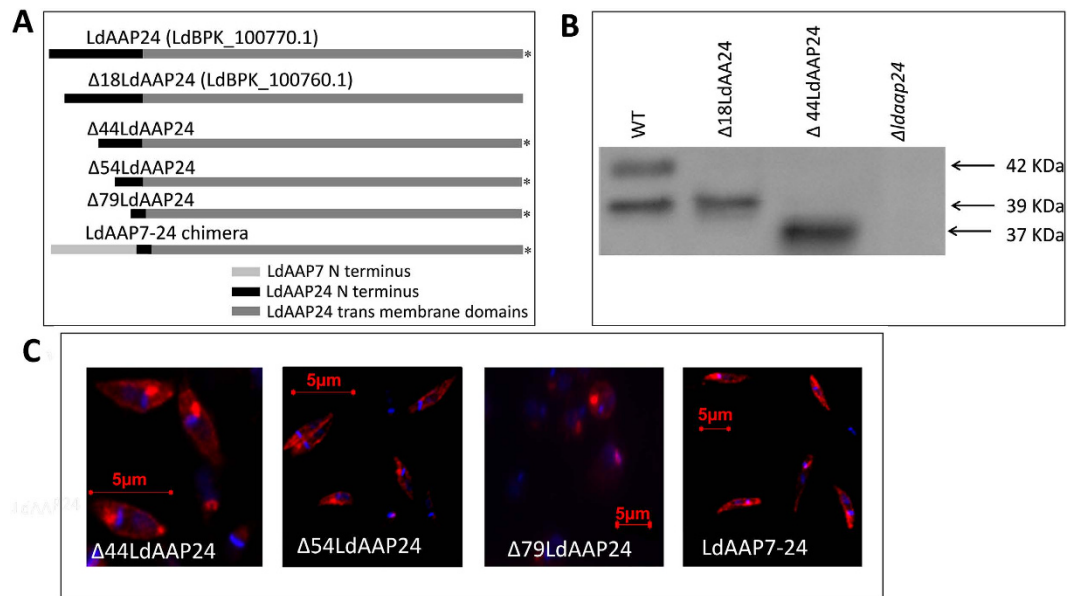 A
LdAAP24 (LdBPK_100770.1)
*
Δ18LdAAP24 (LdBPK_100760.1)
Δ44LdAAP24
*
Δ54LdAAP24
*
Δ79LdAAP24
*
LdAAP7-24 chimera
*
LdAAP7 N terminus
LdAAP24 N terminus
LdAAP24 trans membrane domains
B
WT
Δ18LdAA24
Δ 44LdAAP24
Δldaap24
42 KDa
39 KDa
37 KDa
C
5μm
Δ44LdAAP24
5μm
Δ54LdAAP24
5μm
Δ79LdAAP24
5μm
LdAAP7-24